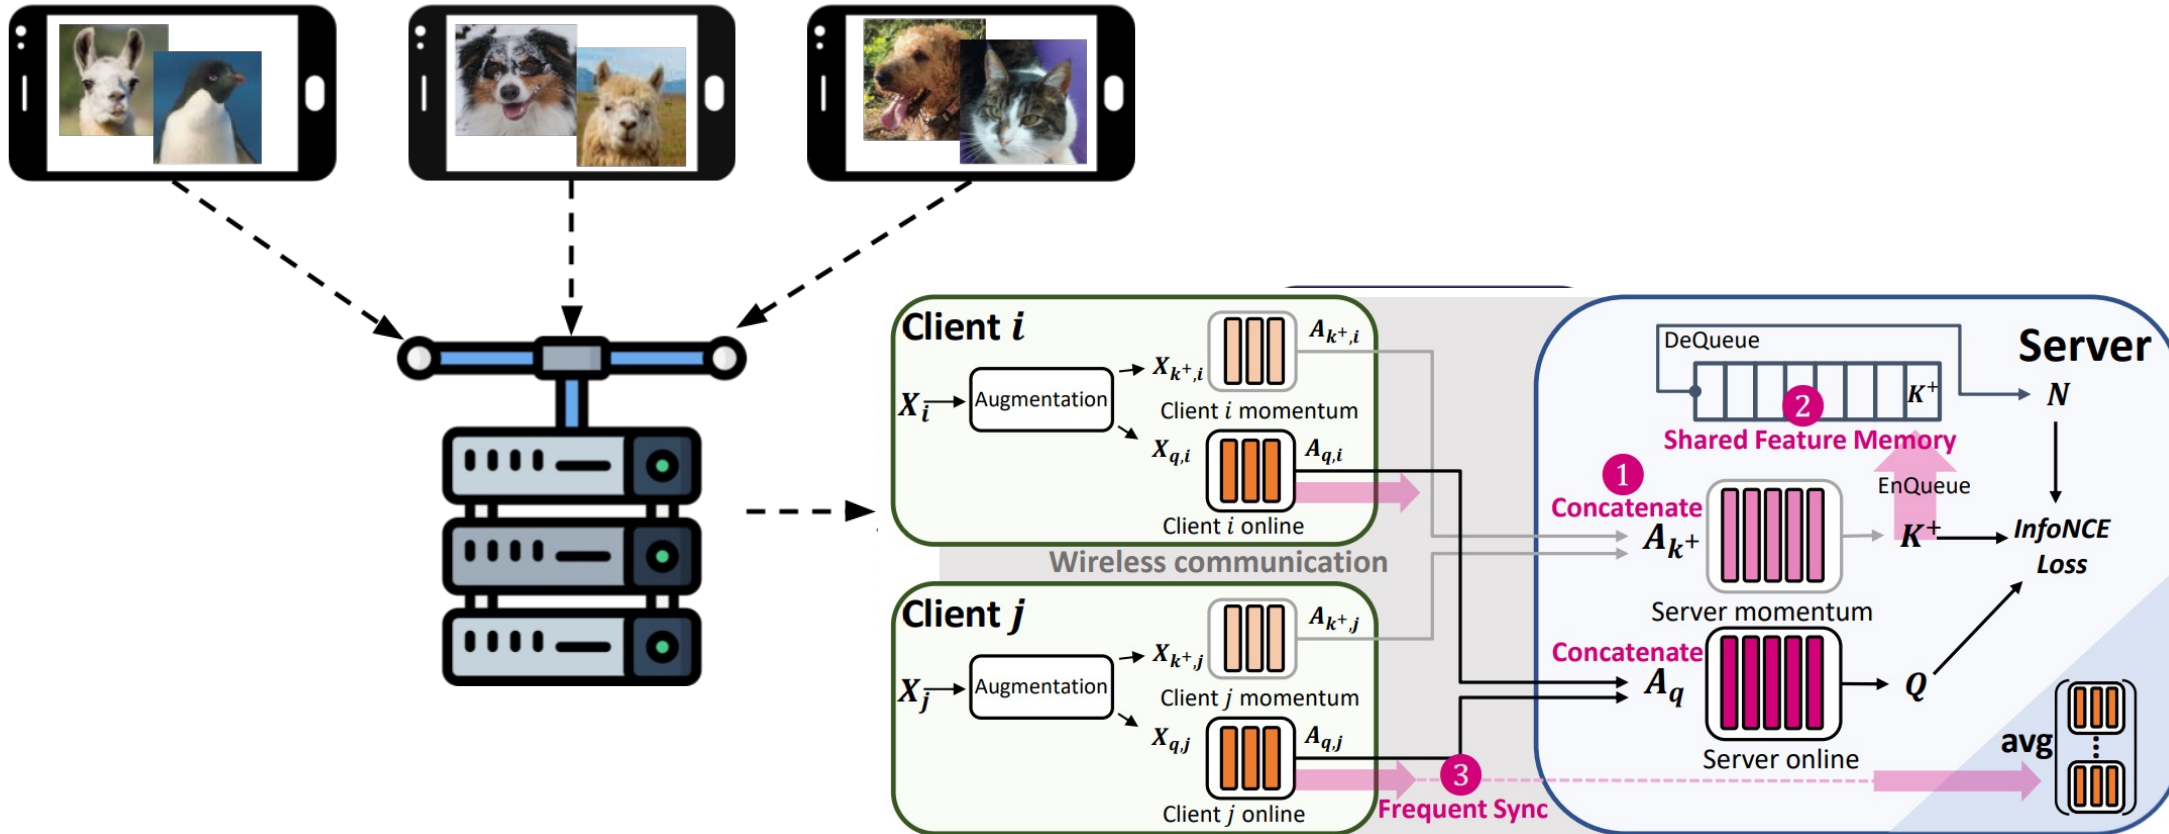 Client i
X_i
Augmentation
X_{k^+,i}
X_{q,i}
A_{k^+,i}
Client i momentum
A_{q,i}
Client i online
Wireless communication
Client j
X_j
Augmentation
X_{k^+,j}
X_{q,j}
A_{k^+,j}
Client j momentum
A_{q,j}
Client j online
3
Frequent Sync
Server
DeQueue
K^+
N
2
Shared Feature Memory
1
Concatenate
EnQueue
A_{k^+}
K^+
InfoNCE
Loss
Server momentum
Concatenate
A_q
Q
Server online
avg